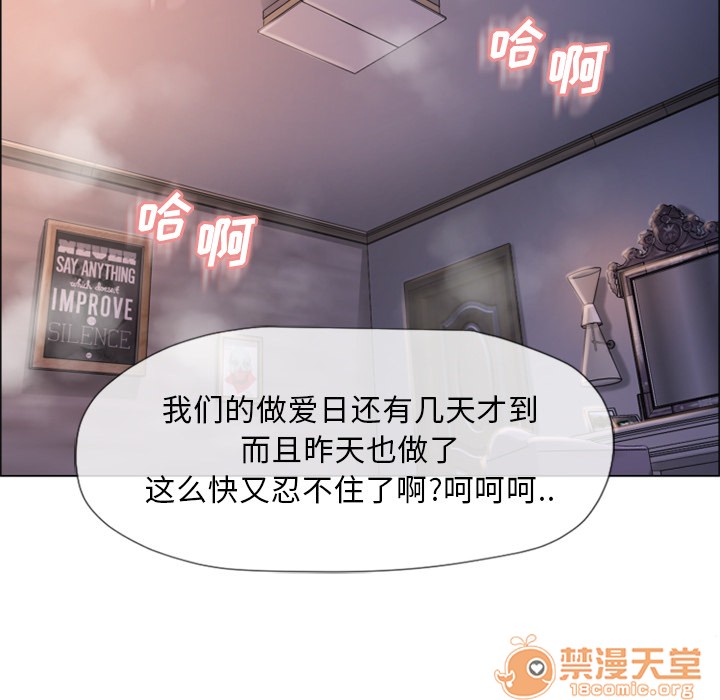 哈啊
哈啊
NEVER
SAY ANYTHING
which doesn't
IMPROVE
SILENCE
我们的做爱日还有几天才到
而且昨天也做了
这么快又忍不住了啊?呵呵呵..
禁漫天堂
18comic.org